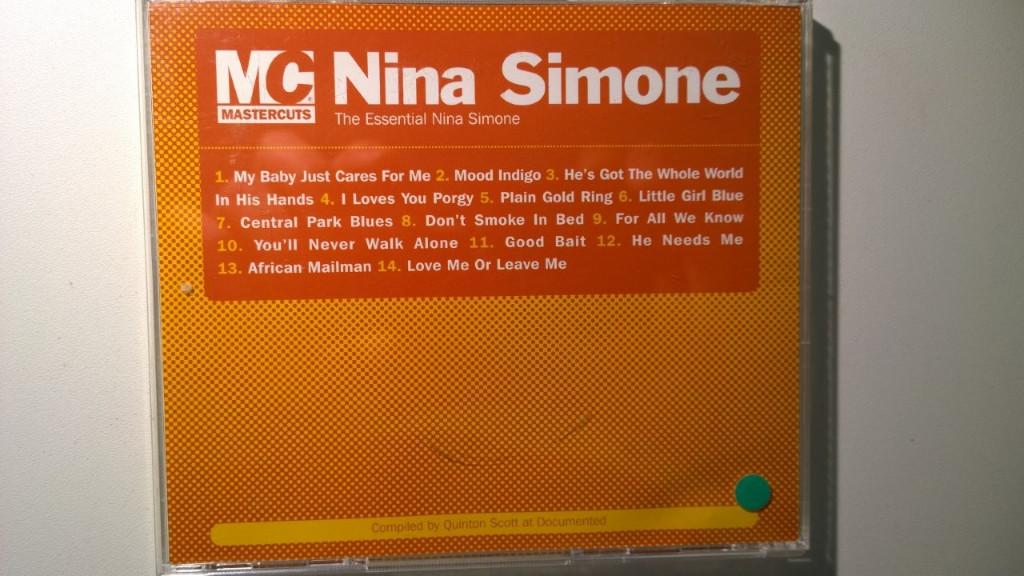 MC Nina Simone
MASTERCUTS
The Essential Nina Simone
1. My Baby Just Cares For Me 2. Mood Indigo 3. He's Got The Whole World
In His Hands 4. I Loves You Porgy 5. Plain Gold Ring 6. Little Girl Blue
7. Central Park Blues 8. Don't Smoke In Bed 9. For All We Know
10. You'll Never Walk Alone 11. Good Bait 12. He Needs Me
13. African Mailman 14. Love Me Or Leave Me
Compiled by Quinton Scott at Documented